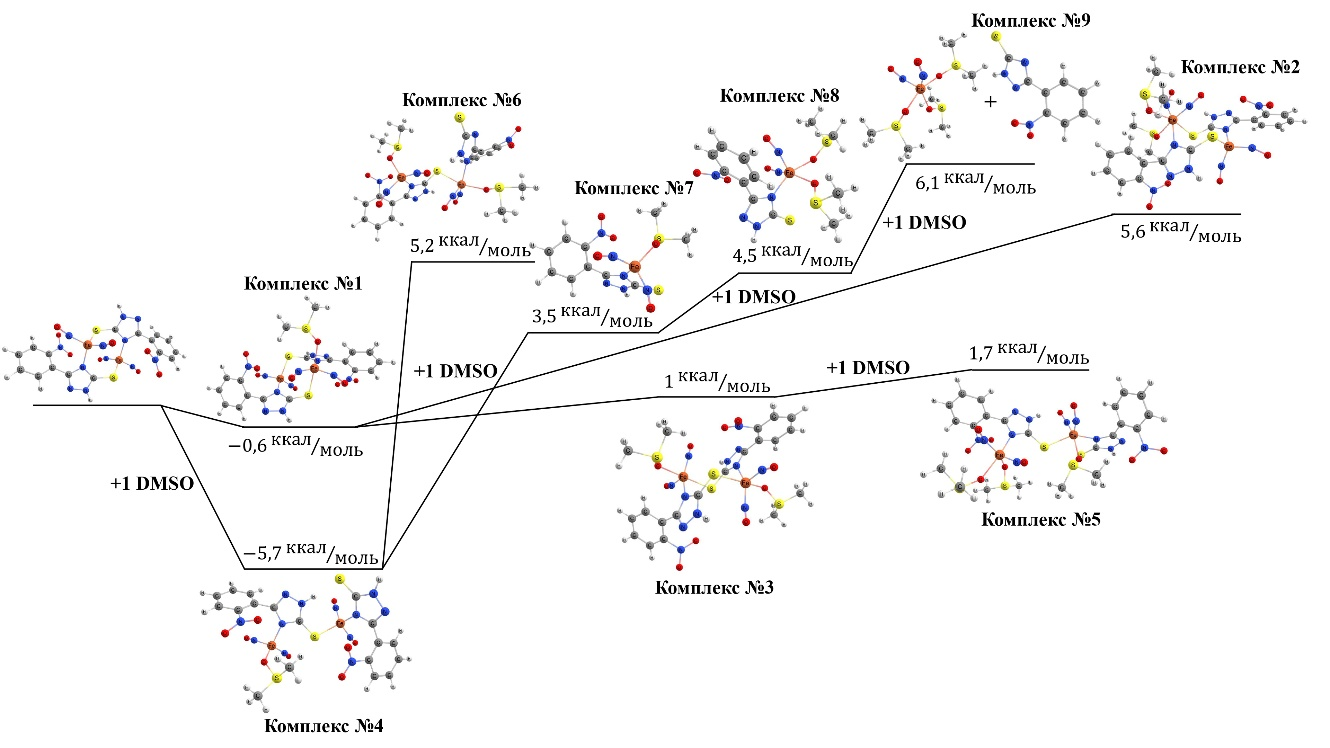 Комплекс №9
+
Комплекс №2
Комплекс №8
Комплекс №6
Комплекс №7
Комплекс №1
6,1 ккал/моль
+1 DMSO
5,6 ккал/моль
5,2 ккал/моль
4,5 ккал/моль
+1 DMSO
3,5 ккал/моль
+1 DMSO
+1 DMSO
1,7 ккал/моль
1 ккал/моль
−0,6 ккал/моль
+1 DMSO
−5,7 ккал/моль
Комплекс №5
Комплекс №3
Комплекс №4